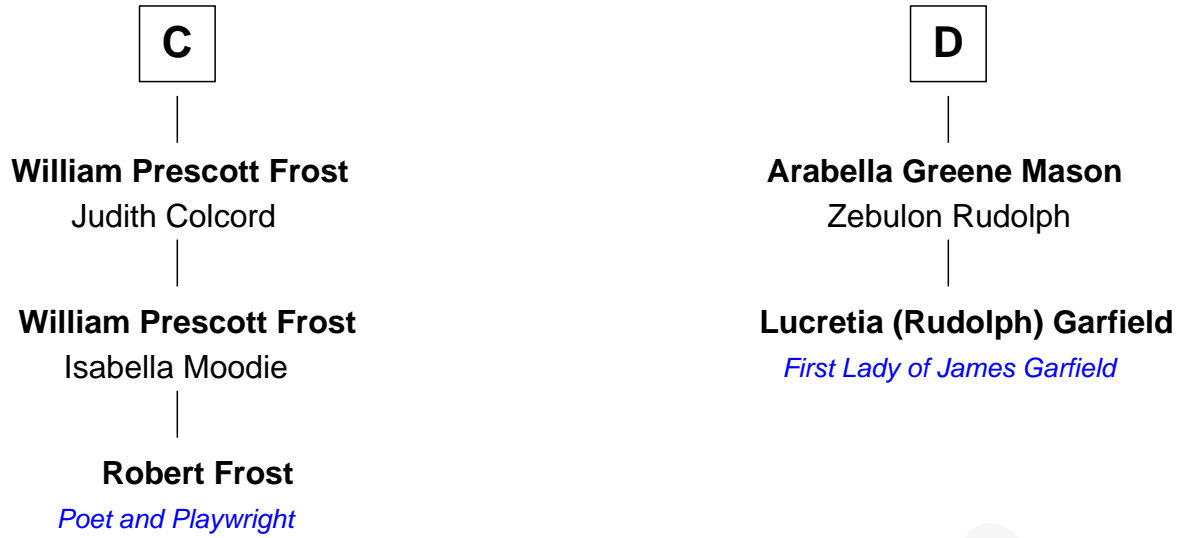 C
William Prescott Frost
Judith Colcord
William Prescott Frost
Isabella Moodie
Robert Frost
Poet and Playwright
D
Arabella Greene Mason
Zebulon Rudolph
Lucretia (Rudolph) Garfield
First Lady of James Garfield